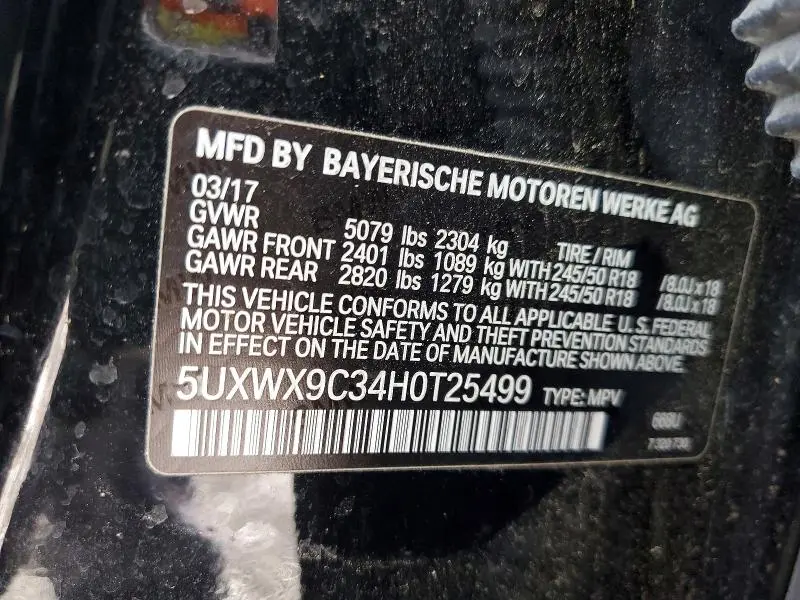 MFD BY BAYERISCHE MOTOREN WERKE AG
03/17
GVWR 5079 lbs 2304 kg TIRE / RIM
GAWR FRONT 2401 lbs 1089 kg WITH 245/50 R18 /8.0J x 18
GAWR REAR 2820 lbs 1279 kg WITH 245/50 R18 /8.0J x 18
THIS VEHICLE CONFORMS TO ALL APPLICABLE U.S. FEDERAL
MOTOR VEHICLE SAFETY AND THEFT PREVENTION STANDARDS
IN EFFECT ON THE DATE OF MANUFACTURE SHOWN ABOVE.
5UXWX9C34H0T25499 TYPE: MPV